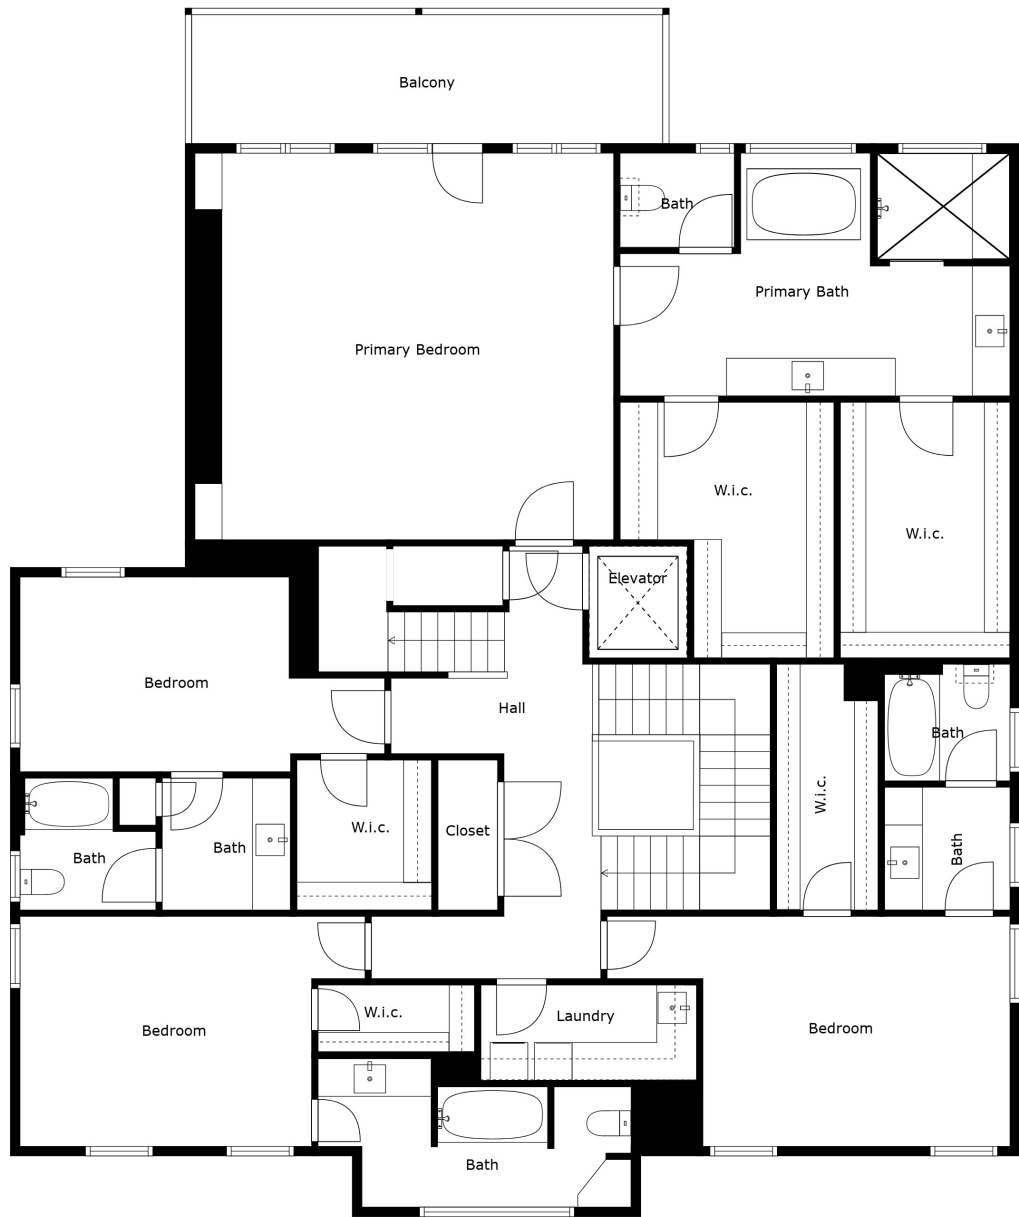 Balcony
Bath
Primary Bath
Primary Bedroom
W.i.c.
W.i.c.
Elevator
Bedroom
Hall
Bath
W.i.c.
W.i.c.
Closet
Bath
Bath
Bath
W.i.c.
Laundry
Bedroom
Bedroom
Bath